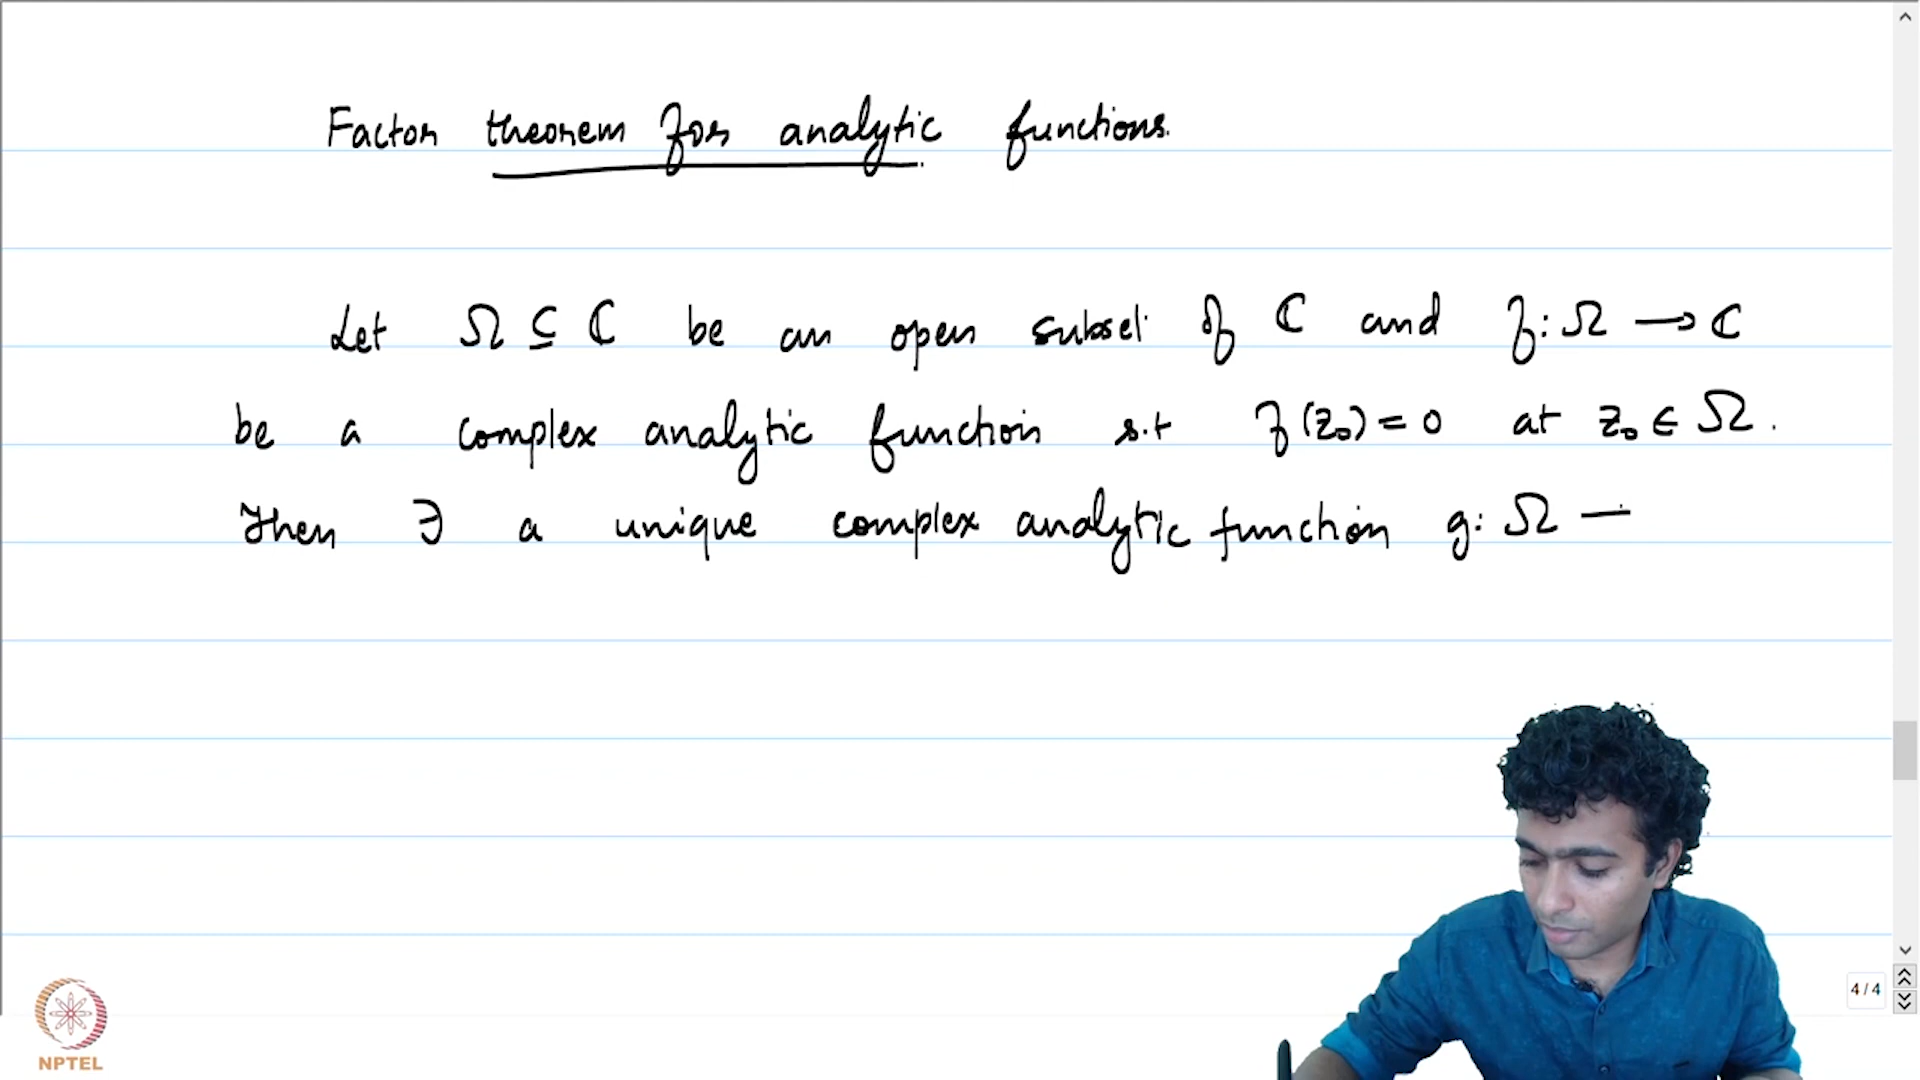 Factor theorem for analytic functions.
Let Ω ⊆ ℂ be an open subset of ℂ and f: Ω → ℂ
be a complex analytic function s.t f(z₀) = 0 at z₀ ∈ Ω.
Then ∃ a unique complex analytic function g: Ω —
4 / 4
NPTEL